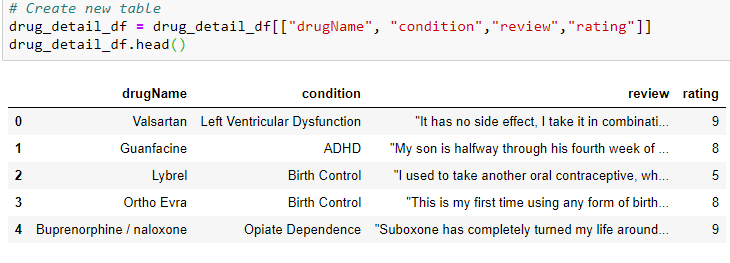 # Create new table
drug_detail_df = drug_detail_df[["drugName", "condition","review","rating"]]
drug_detail_df.head()
drugName condition review rating
0 Valsartan Left Ventricular Dysfunction "It has no side effect, I take it in combinati... 9
1 Guanfacine ADHD "My son is halfway through his fourth week of ... 8
2 Lybrel Birth Control "I used to take another oral contraceptive, wh... 5
3 Ortho Evra Birth Control "This is my first time using any form of birth... 8
4 Buprenorphine / naloxone Opiate Dependence "Suboxone has completely turned my life around... 9